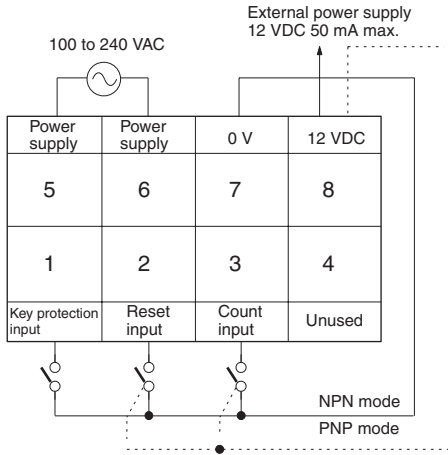 External power supply
12 VDC 50 mA max.
100 to 240 VAC
Power
supply
Power
supply
0 V
12 VDC
5
6
7
8
1
2
3
4
Key protection
input
Reset
input
Count
input
Unused
NPN mode
PNP mode